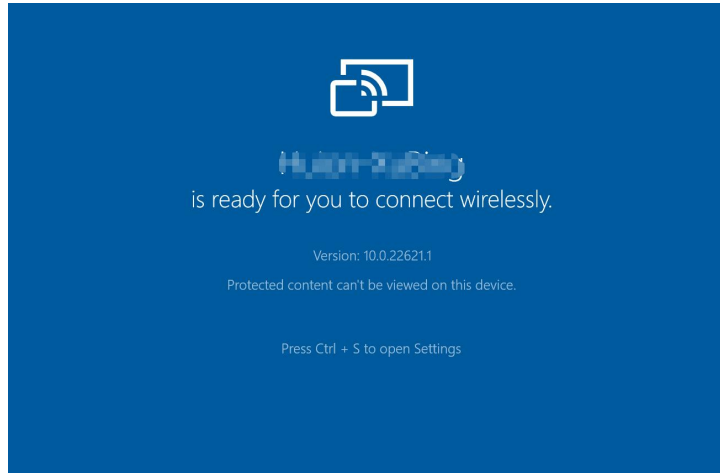 is ready for you to connect wirelessly.
Version: 10.0.22621.1
Protected content can't be viewed on this device.
Press Ctrl + S to open Settings